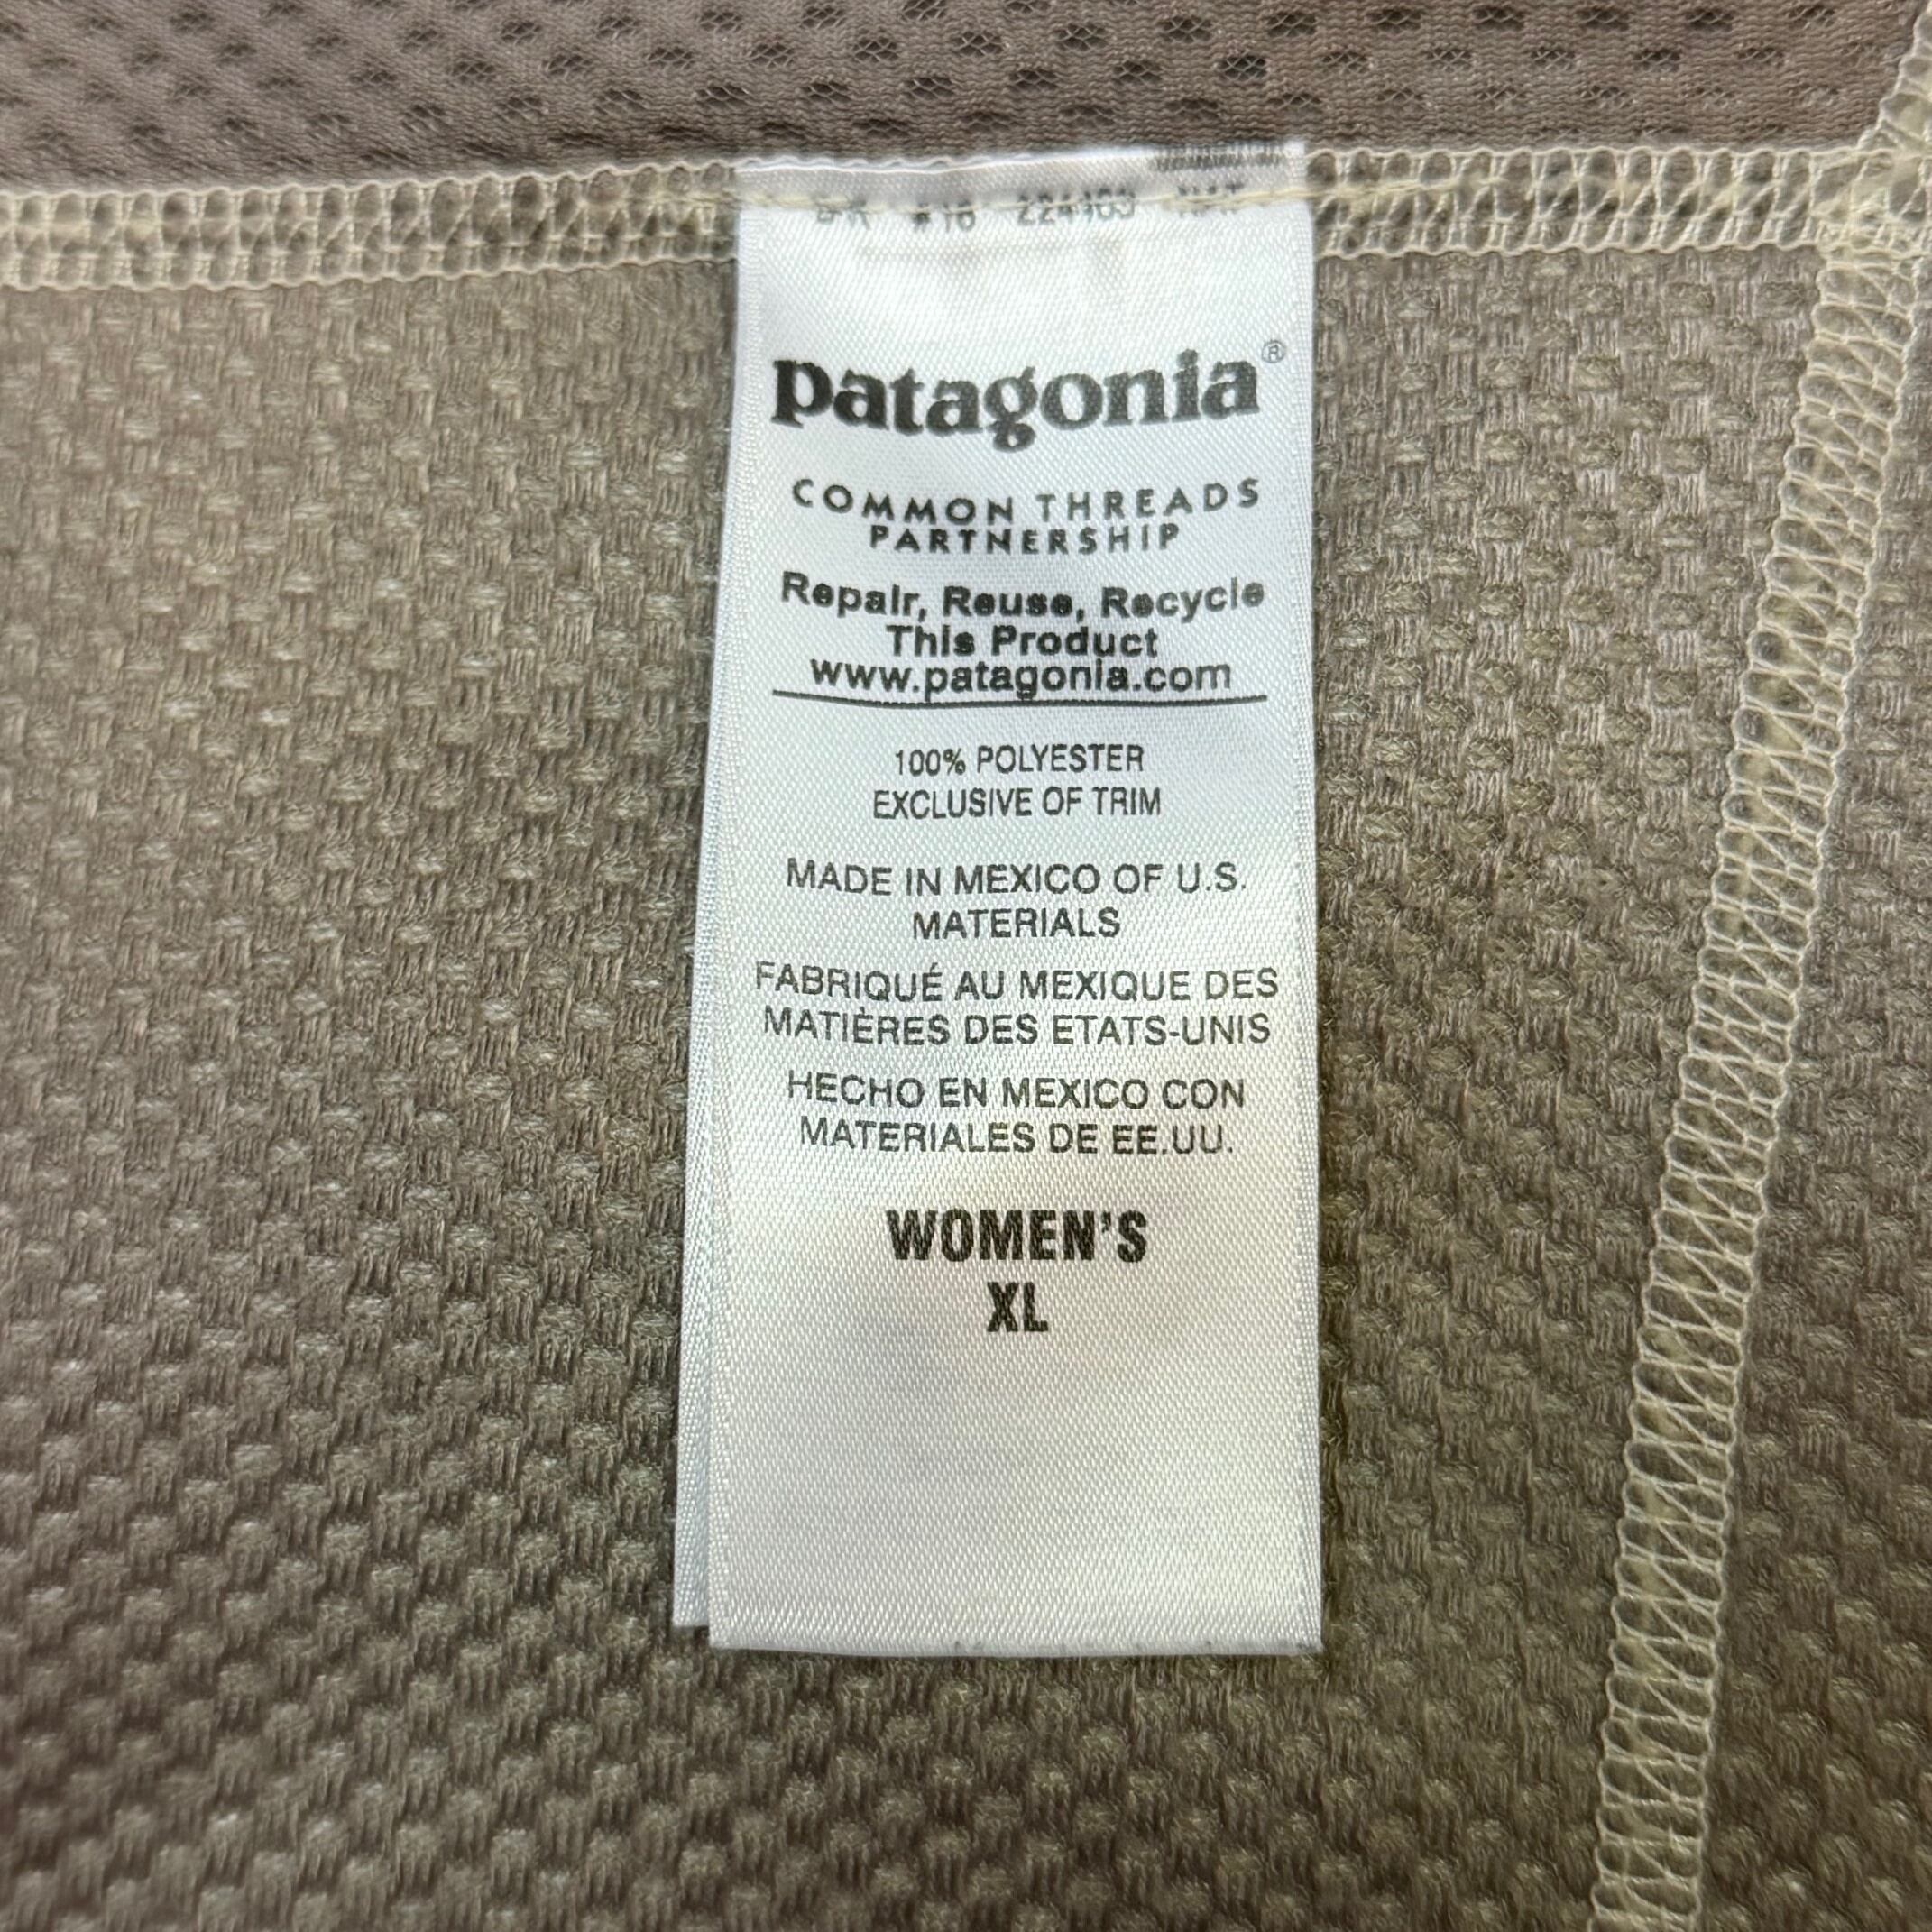 patagonia®
COMMON THREADS
PARTNERSHIP
Repair, Reuse, Recycle
This Product
www.patagonia.com
100% POLYESTER
EXCLUSIVE OF TRIM
MADE IN MEXICO OF U.S.
MATERIALS
FABRIQUÉ AU MEXIQUE DES
MATIÈRES DES ETATS-UNIS
HECHO EN MEXICO CON
MATERIALES DE EE.UU.
WOMEN'S
XL